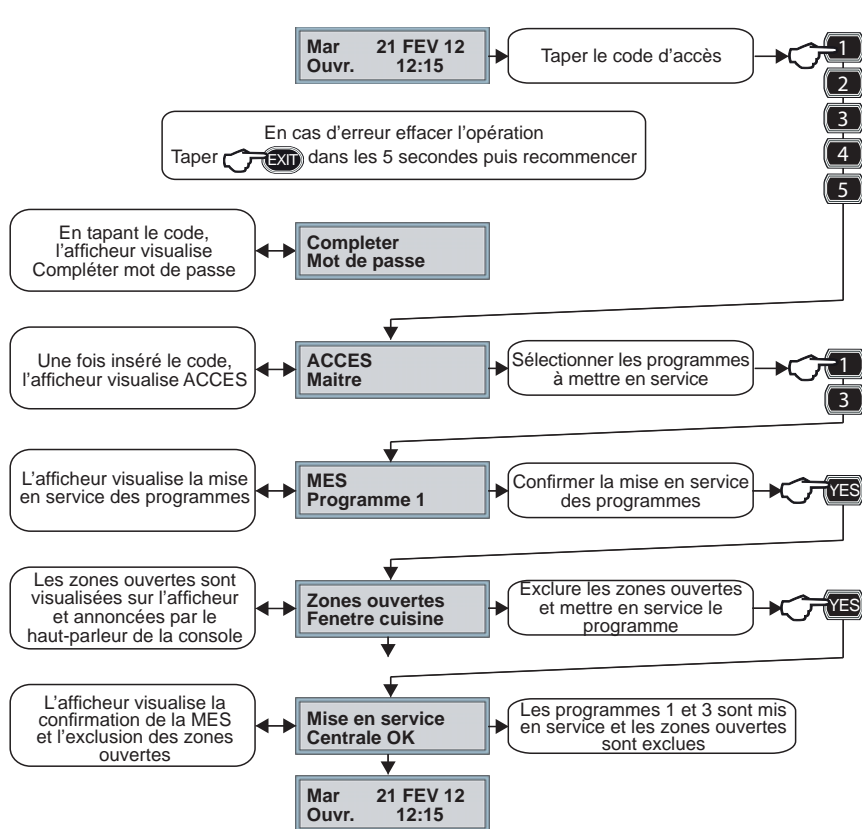 Mar 21 FEV 12
Ouvr. 12:15
Taper le code d'accès
1
2
3
4
5
En cas d'erreur effacer l'opération
Taper EXIT dans les 5 secondes puis recommencer
En tapant le code,
l'afficheur visualise
Compléter mot de passe
Completer
Mot de passe
Une fois inséré le code,
l'afficheur visualise ACCES
ACCES
Maitre
Sélectionner les programmes
à mettre en service
1
3
L'afficheur visualise la mise
en service des programmes
MES
Programme 1
Confirmer la mise en service
des programmes
YES
Les zones ouvertes sont
visualisées sur l'afficheur
et annoncées par le
haut-parleur de la console
Zones ouvertes
Fenetre cuisine
Exclure les zones ouvertes
et mettre en service le
programme
YES
L'afficheur visualise la
confirmation de la MES
et l'exclusion des zones
ouvertes
Mise en service
Centrale OK
Les programmes 1 et 3 sont mis
en service et les zones ouvertes
sont exclues
Mar 21 FEV 12
Ouvr. 12:15